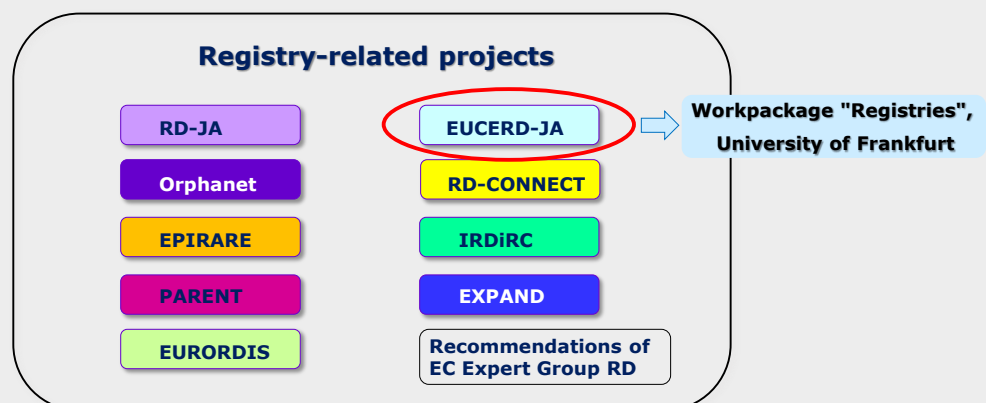 Registry-related projects
RD-JA
EUCERD-JA
Workpackage "Registries",
University of Frankfurt
Orphanet
RD-CONNECT
EPIRARE
IRDiRC
PARENT
EXPAND
EURORDIS
Recommendations of
EC Expert Group RD